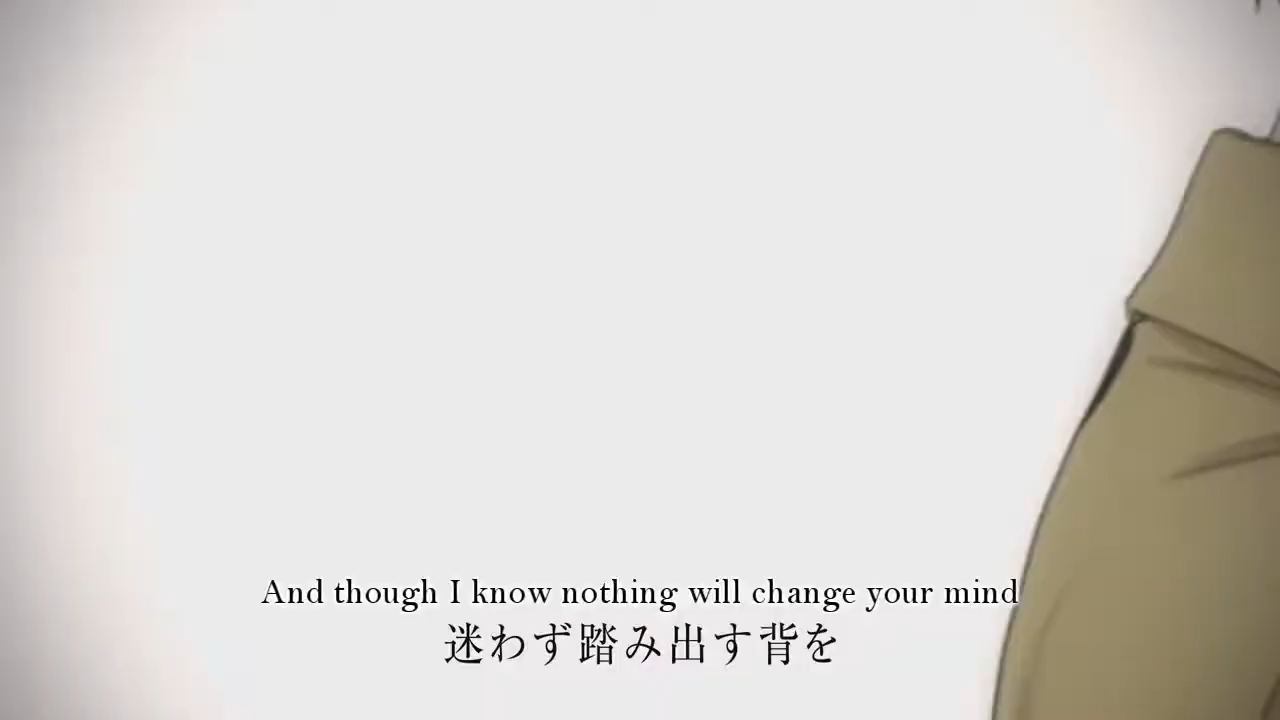 And though I know nothing will change your mind
迷わず踏み出す背を